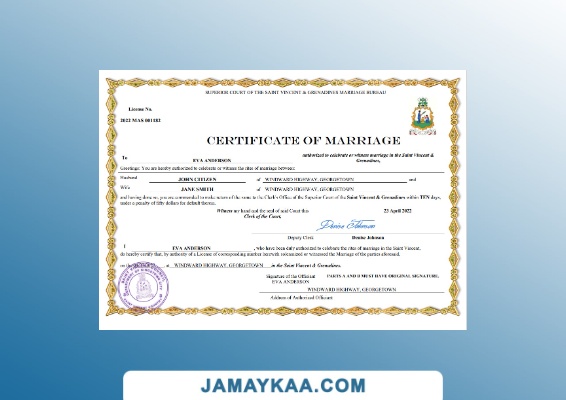 SUPERIOR COURT OF THE SAINT VINCENT & GRENADINES MARRIAGE BUREAU
License No.
2022 MAS 001482
CERTIFICATE OF MARRIAGE
To EVA ANDERSON authorized to celebrate or witness marriage in the Saint Vincent &
Grenadines,
Greetings: You are hereby authorized to celebrate or witness the rites of marriage between:
Husband JOHN CITIZEN of WINDWARD HIGHWAY, GEORGETOWN and
Wife JANE SMITH of WINDWARD HIGHWAY, GEORGETOWN
and having done so, you are commanded to make return of the same to the Clerk's Office of the Superior Court of the Saint Vincent & Grenadines within TEN days,
under a penalty of fifty dollars for default thereof.
Witness my hand and the seal of said Court this 23 April 2022
Clerk of the Court,
Denise Johnson
Deputy Clerk Denise Johnson
I EVA ANDERSON , who have been duly authorized to celebrate the rites of marriage in the Saint Vincent,
do hereby certify that, by authority of a License of corresponding number herewith solemnized or witnessed the Marriage of the parties aforesaid.
on the at WINDWARD HIGHWAY, GEORGETOWN in the Saint Vincent & Grenadines.
Signature of the Officiant PARTS A AND B MUST HAVE ORIGINAL SIGNATURE.
EVA ANDERSON
WINDWARD HIGHWAY, GEORGETOWN
Address of Authorized Officiant
JAMAYKAA.COM